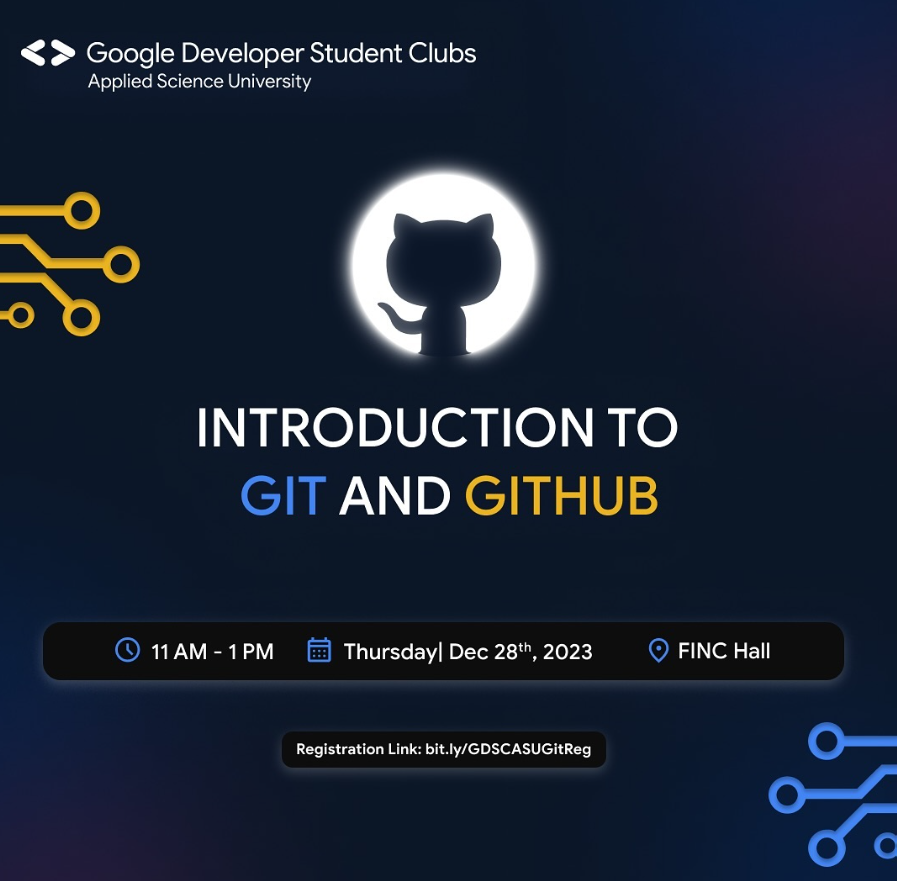 Google Developer Student Clubs
Applied Science University
INTRODUCTION TO
GIT AND GITHUB
11 AM - 1 PM Thursday| Dec 28th, 2023 FINC Hall
Registration Link: bit.ly/GDSCASUGitReg